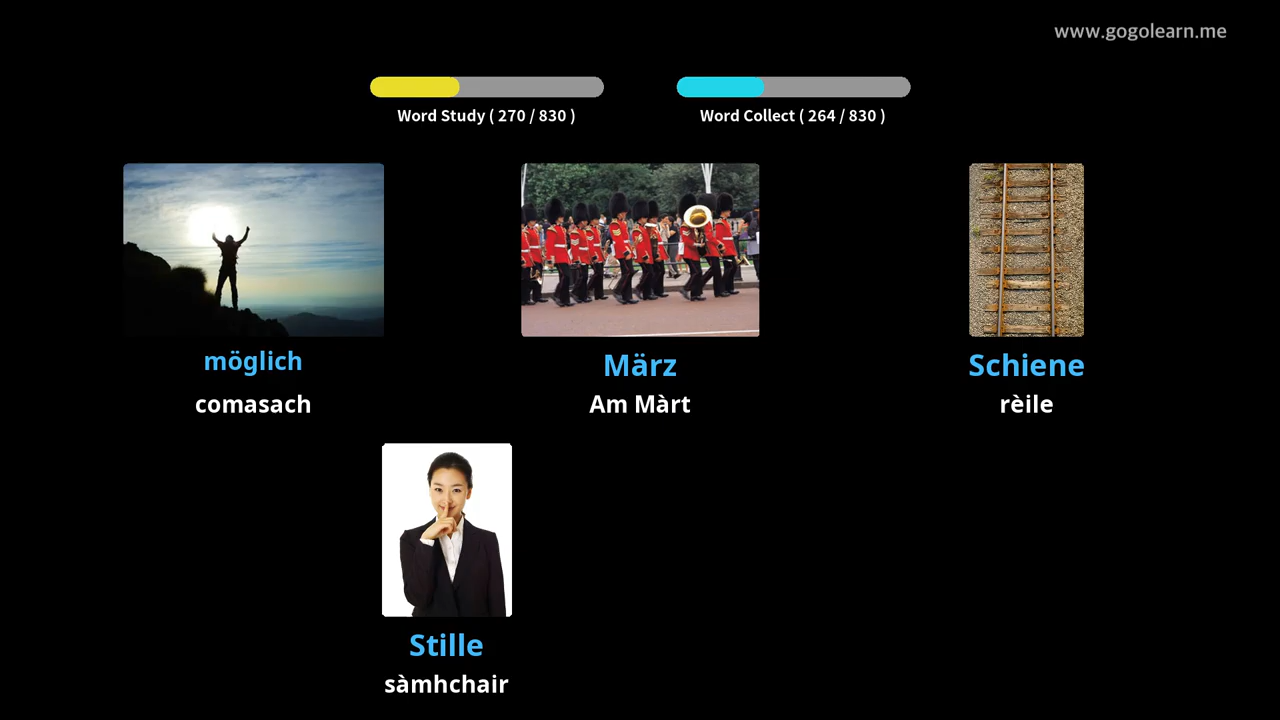 www.gogolearn.me
Word Study ( 270 / 830 )
Word Collect ( 264 / 830 )
möglich
comasach
März
Am Màrt
Schiene
rèile
Stille
sàmhchair